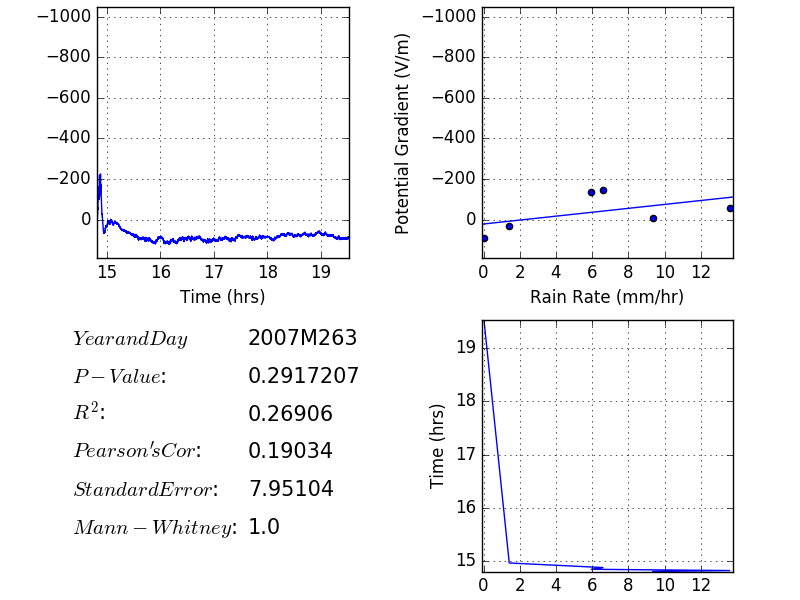 −1000
−800
−600
−400
−200
0
15 16 17 18 19
Time (hrs)
Potential Gradient (V/m)
−1000
−800
−600
−400
−200
0
0 2 4 6 8 10 12
Rain Rate (mm/hr)
YearandDay 2007M263
P−Value: 0.2917207
R²: 0.26906
Pearson'sCor: 0.19034
StandardError: 7.95104
Mann−Whitney: 1.0
Time (hrs)
19
18
17
16
15
0 2 4 6 8 10 12